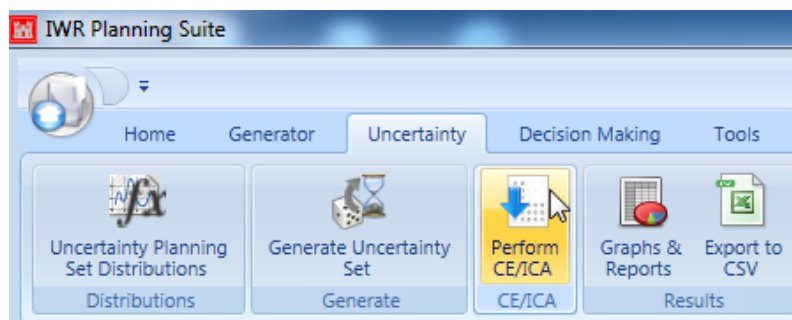 IWR Planning Suite
Home Generator Uncertainty Decision Making Tools
Uncertainty Planning Generate Uncertainty Perform Graphs & Export to
Set Distributions Set CE/ICA Reports CSV
Distributions Generate CE/ICA Results